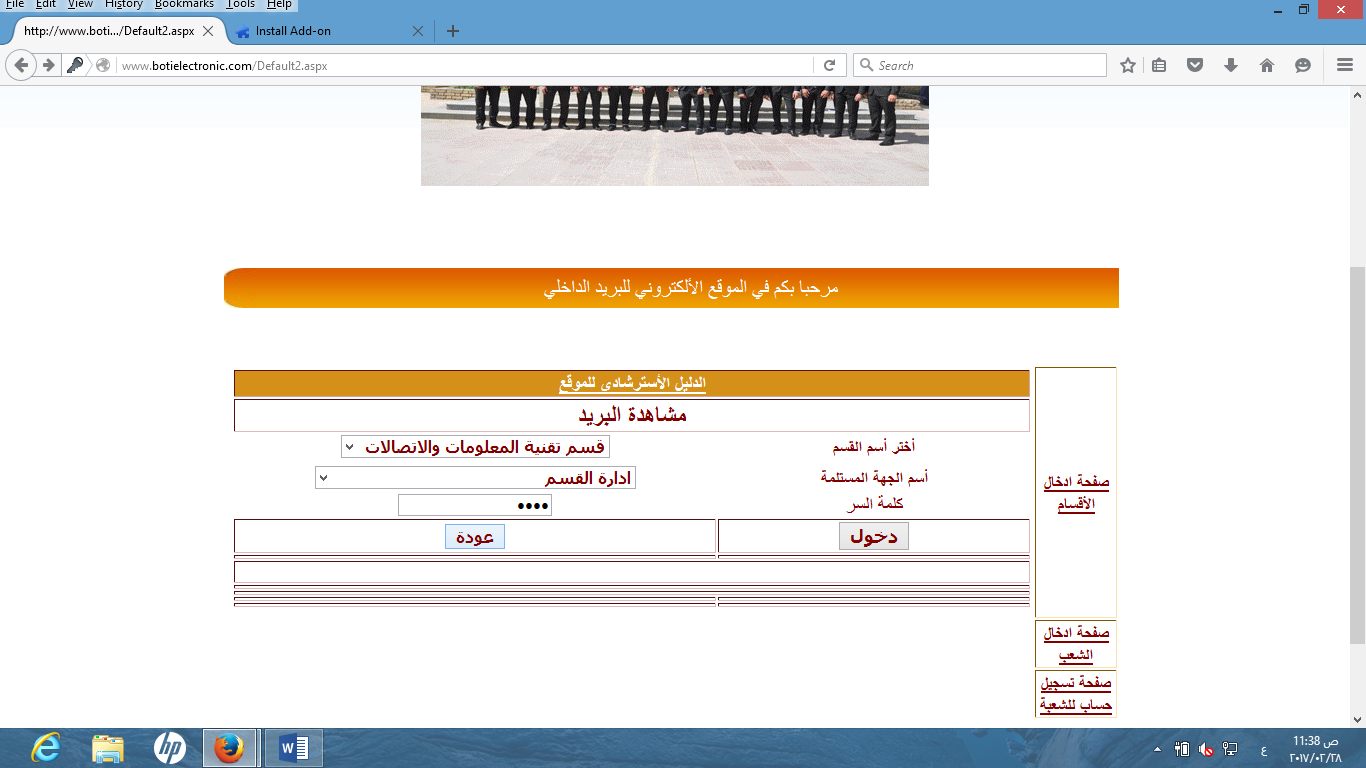 File Edit View History Bookmarks Tools Help
http://www.boti.../Default2.aspx
Install Add-on
www.botielectronic.com/Default2.aspx
Search
مرحبا بكم في الموقع الألكتروني للبريد الداخلي
الدليل الأسترشادى للموقع
مشاهدة البريد
أختر أسم القسم
قسم تقنية المعلومات والاتصالات
أسم الجهة المستلمة
ادارة القسم
كلمة السر
دخول
عودة
صفحة ادخال
الأقسام
صفحة ادخال
الشعب
صفحة تسجيل
حساب للشعبة
ع
11:38 ص
٢٠١٧/٠٢/٢٨